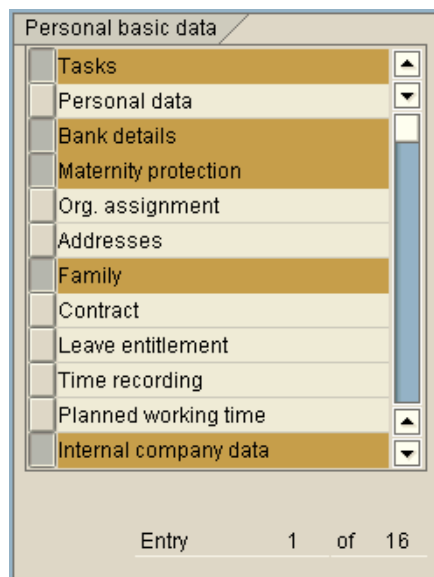 Personal basic data
Tasks
Personal data
Bank details
Maternity protection
Org. assignment
Addresses
Family
Contract
Leave entitlement
Time recording
Planned working time
Internal company data
Entry 1 of 16